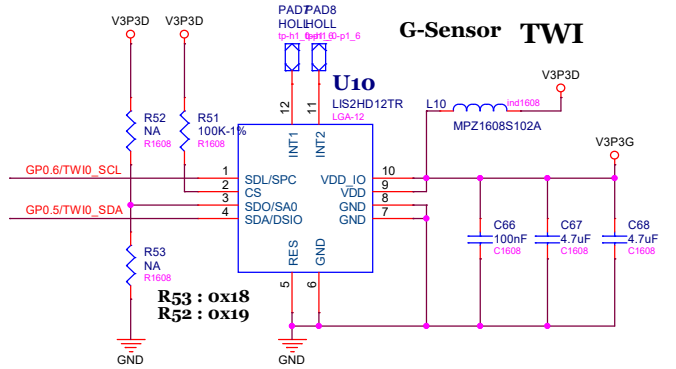 PAD7 PAD8
HOLL HOLL
G-Sensor TWI
V3P3D
V3P3D
V3P3D
U10
LIS2HD12TR
LGA-12
L10
ind1608
MPZ1608S102A
R52
NA
R1608
R51
100K-1%
R1608
12
11
INT1
INT2
V3P3G
GP0.6/TWI0_SCL
1
SDL/SPC
VDD_IO
10
2
CS
VDD
9
GP0.5/TWI0_SDA
3
SDO/SA0
GND
8
4
SDA/DSIO
GND
7
RES
GND
5
6
R53
NA
R1608
C66
100nF
C1608
C67
4.7uF
C1608
C68
4.7uF
C1608
R53 : 0x18
R52 : 0x19
GND
GND